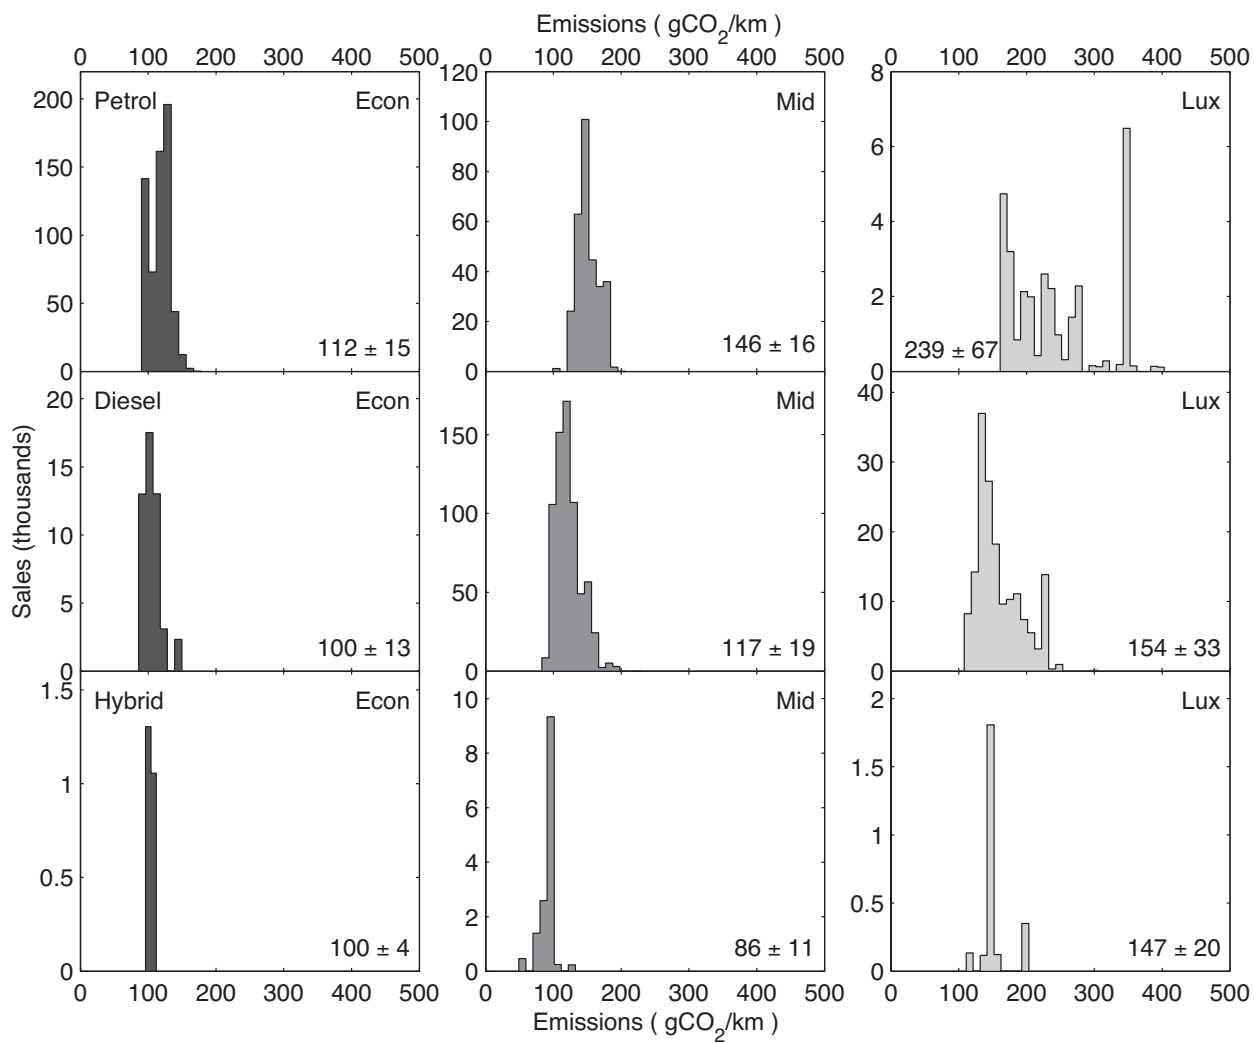 Emissions ( gCO2/km )
0 100 200 300 400 500 0 100 200 300 400 500 0 100 200 300 400 500
Sales (thousands)
200
150
100
50
0
Petrol Econ
112 ± 15
120
100
80
60
40
20
0
Mid
146 ± 16
8
6
4
2
0
Lux
239 ± 67
20
15
10
5
0
Diesel Econ
100 ± 13
150
100
50
0
Mid
117 ± 19
40
30
20
10
0
Lux
154 ± 33
1.5
1
0.5
0
Hybrid Econ
100 ± 4
10
8
6
4
2
0
Mid
86 ± 11
2
1.5
1
0.5
0
Lux
147 ± 20
0 100 200 300 400 500 0 100 200 300 400 500 0 100 200 300 400 500
Emissions ( gCO2/km )